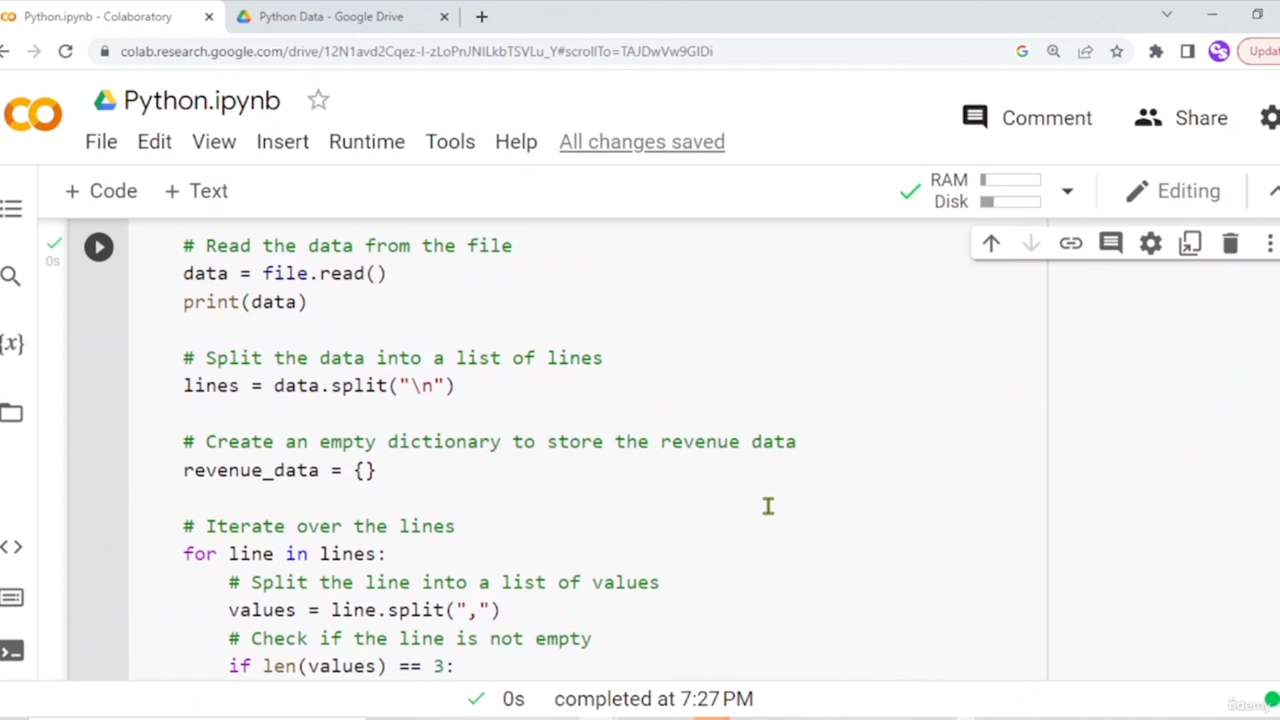 Python.ipynb - Colaboratory
Python Data - Google Drive
colab.research.google.com/drive/12N1avd2Cqez-I-zLoPnJNILkbTSVLu_Y#scrollTo=TAJDwVw9GIDi
Updat
Python.ipynb
Comment
Share
File Edit View Insert Runtime Tools Help All changes saved
+ Code + Text
RAM
Disk
Editing
0s
# Read the data from the file
data = file.read()
print(data)
# Split the data into a list of lines
lines = data.split("\n")
# Create an empty dictionary to store the revenue data
revenue_data = {}
# Iterate over the lines
for line in lines:
# Split the line into a list of values
values = line.split(",")
# Check if the line is not empty
if len(values) == 3:
0s completed at 7:27 PM
ûdemy